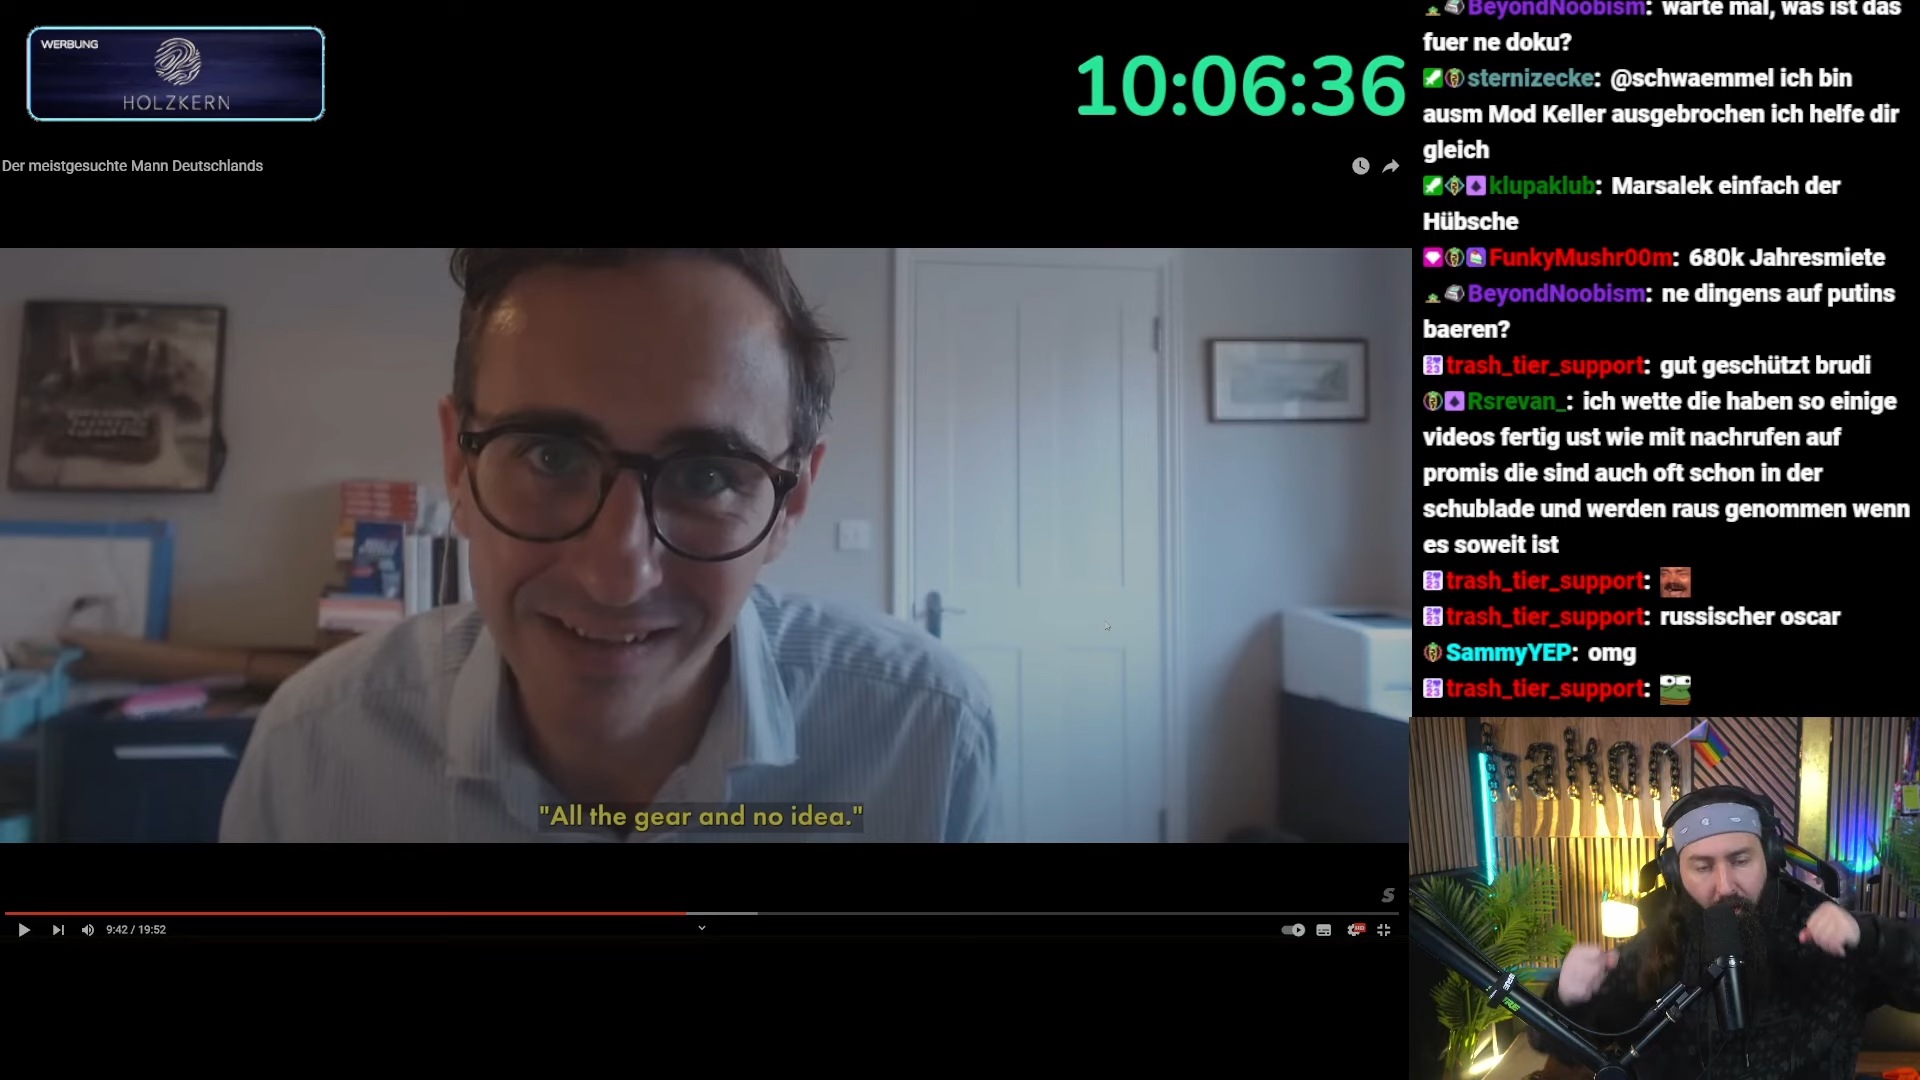 WERBUNG
HOLZKERN
10:06:36
Der meistgesuchte Mann Deutschlands
"All the gear and no idea."
9:42 / 19:52
BeyondNoobism: warte mal, was ist das
fuer ne doku?
sternizecke: @schwaemmel ich bin
ausm Mod Keller ausgebrochen ich helfe dir
gleich
klupaklub: Marsalek einfach der
Hübsche
FunkyMushr00m: 680k Jahresmiete
BeyondNoobism: ne dingens auf putins
baeren?
trash_tier_support: gut geschützt brudi
Rsrevan_: ich wette die haben so einige
videos fertig ust wie mit nachrufen auf
promis die sind auch oft schon in der
schublade und werden raus genommen wenn
es soweit ist
trash_tier_support:
trash_tier_support: russischer oscar
SammyYEP: omg
trash_tier_support: